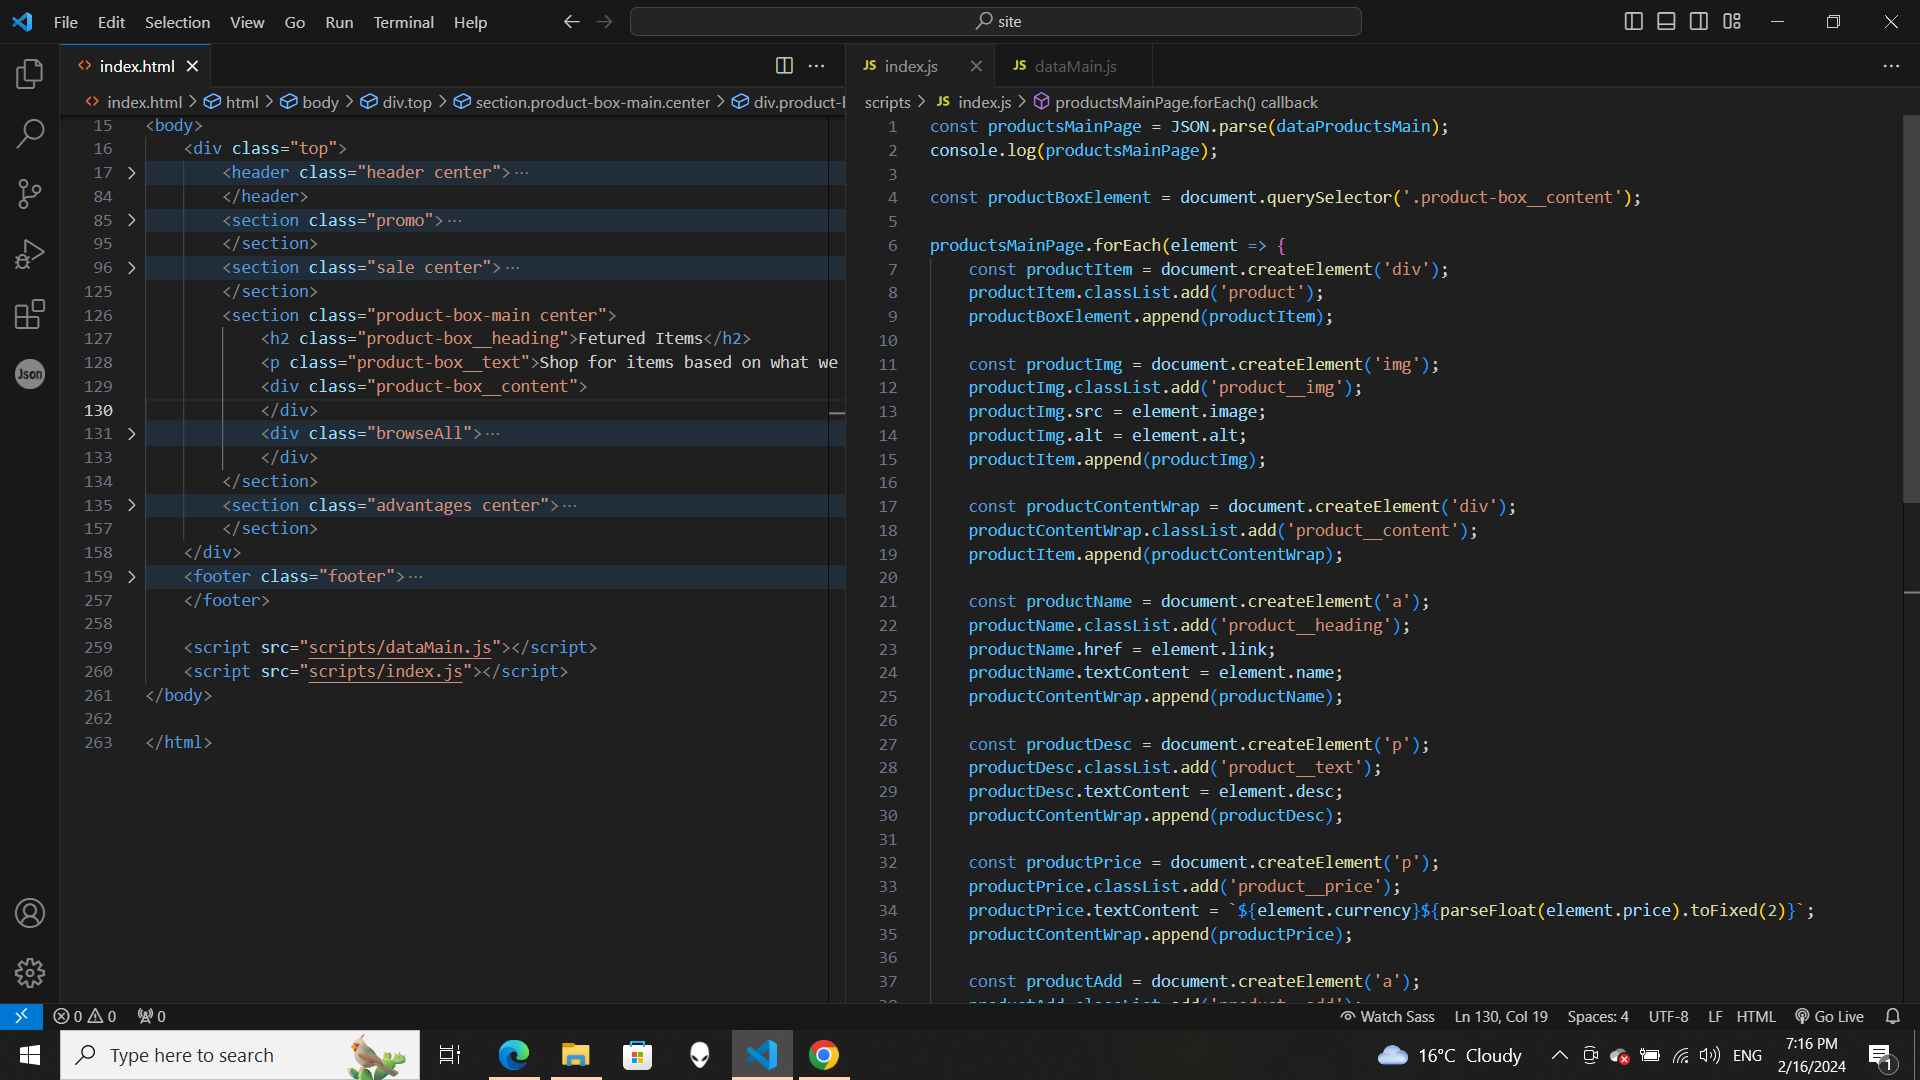 File Edit Selection View Go Run Terminal Help
site
index.html
JS index.js
JS dataMain.js
index.html > html > body > div.top > section.product-box-main.center > div.product-
scripts > JS index.js > productsMainPage.forEach() callback
15 <body>
16 <div class="top">
17 <header class="header center">…
84 </header>
85 <section class="promo">…
95 </section>
96 <section class="sale center">…
125 </section>
126 <section class="product-box-main center">
127 <h2 class="product-box__heading">Fetured Items</h2>
128 <p class="product-box__text">Shop for items based on what we
129 <div class="product-box__content">
130 </div>
131 <div class="browseAll">…
133 </div>
134 </section>
135 <section class="advantages center">…
157 </section>
158 </div>
159 <footer class="footer">…
257 </footer>
258
259 <script src="scripts/dataMain.js"></script>
260 <script src="scripts/index.js"></script>
261 </body>
262
263 </html>
1 const productsMainPage = JSON.parse(dataProductsMain);
2 console.log(productsMainPage);
3
4 const productBoxElement = document.querySelector('.product-box__content');
5
6 productsMainPage.forEach(element => {
7 const productItem = document.createElement('div');
8 productItem.classList.add('product');
9 productBoxElement.append(productItem);
10
11 const productImg = document.createElement('img');
12 productImg.classList.add('product__img');
13 productImg.src = element.image;
14 productImg.alt = element.alt;
15 productItem.append(productImg);
16
17 const productContentWrap = document.createElement('div');
18 productContentWrap.classList.add('product__content');
19 productItem.append(productContentWrap);
20
21 const productName = document.createElement('a');
22 productName.classList.add('product__heading');
23 productName.href = element.link;
24 productName.textContent = element.name;
25 productContentWrap.append(productName);
26
27 const productDesc = document.createElement('p');
28 productDesc.classList.add('product__text');
29 productDesc.textContent = element.desc;
30 productContentWrap.append(productDesc);
31
32 const productPrice = document.createElement('p');
33 productPrice.classList.add('product__price');
34 productPrice.textContent = `${element.currency}${parseFloat(element.price).toFixed(2)}`;
35 productContentWrap.append(productPrice);
36
37 const productAdd = document.createElement('a');
38 productAdd.classList.add('product__add');
Json
0 0 0
Watch Sass
Ln 130, Col 19
Spaces: 4
UTF-8
LF
HTML
Go Live
Type here to search
16°C Cloudy
ENG
7:16 PM
2/16/2024
1